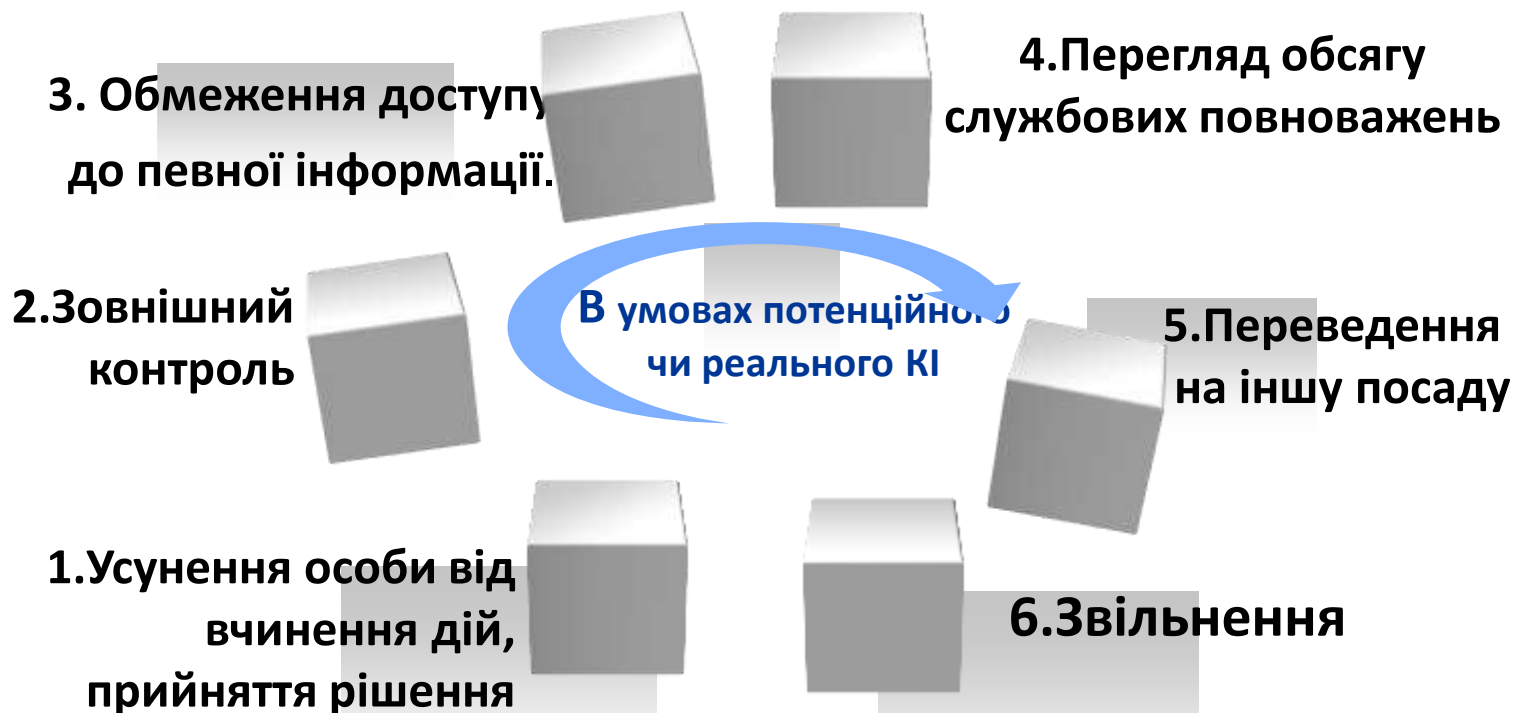 3. Обмеження доступу
до певної інформації.
4.Перегляд обсягу
службових повноважень
2.Зовнішний
контроль
В умовах потенційного
чи реального КІ
5.Переведення
на іншу посаду
1.Усунення особи від
вчинення дій,
прийняття рішення
6.Звільнення